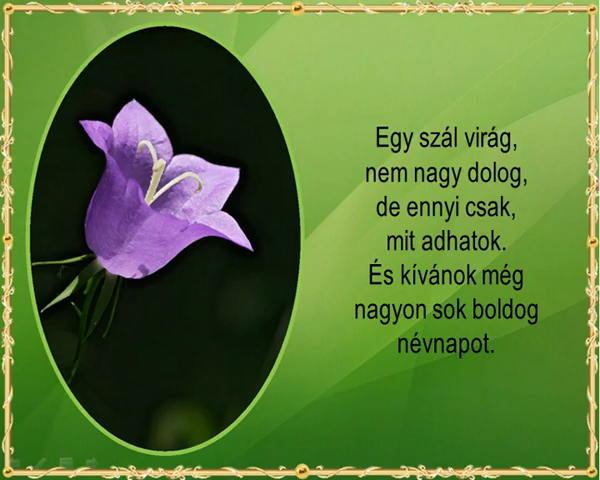 Egy szál virág,
nem nagy dolog,
de ennyi csak,
mit adhatok.
És kívánok még
nagyon sok boldog
névnapot.